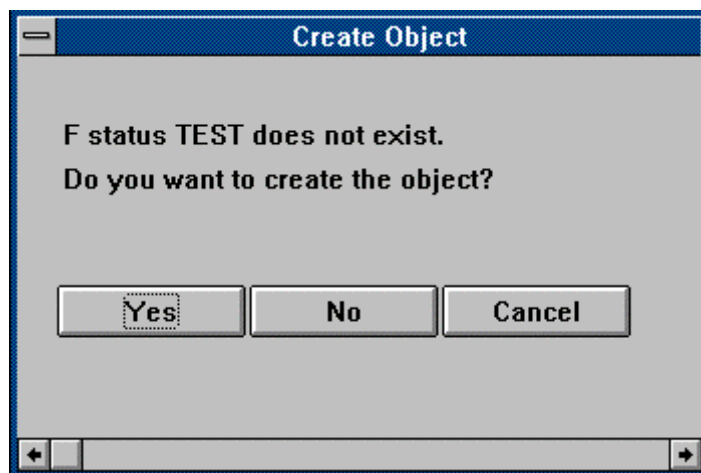 Create Object
F status TEST does not exist.
Do you want to create the object?
Yes No Cancel